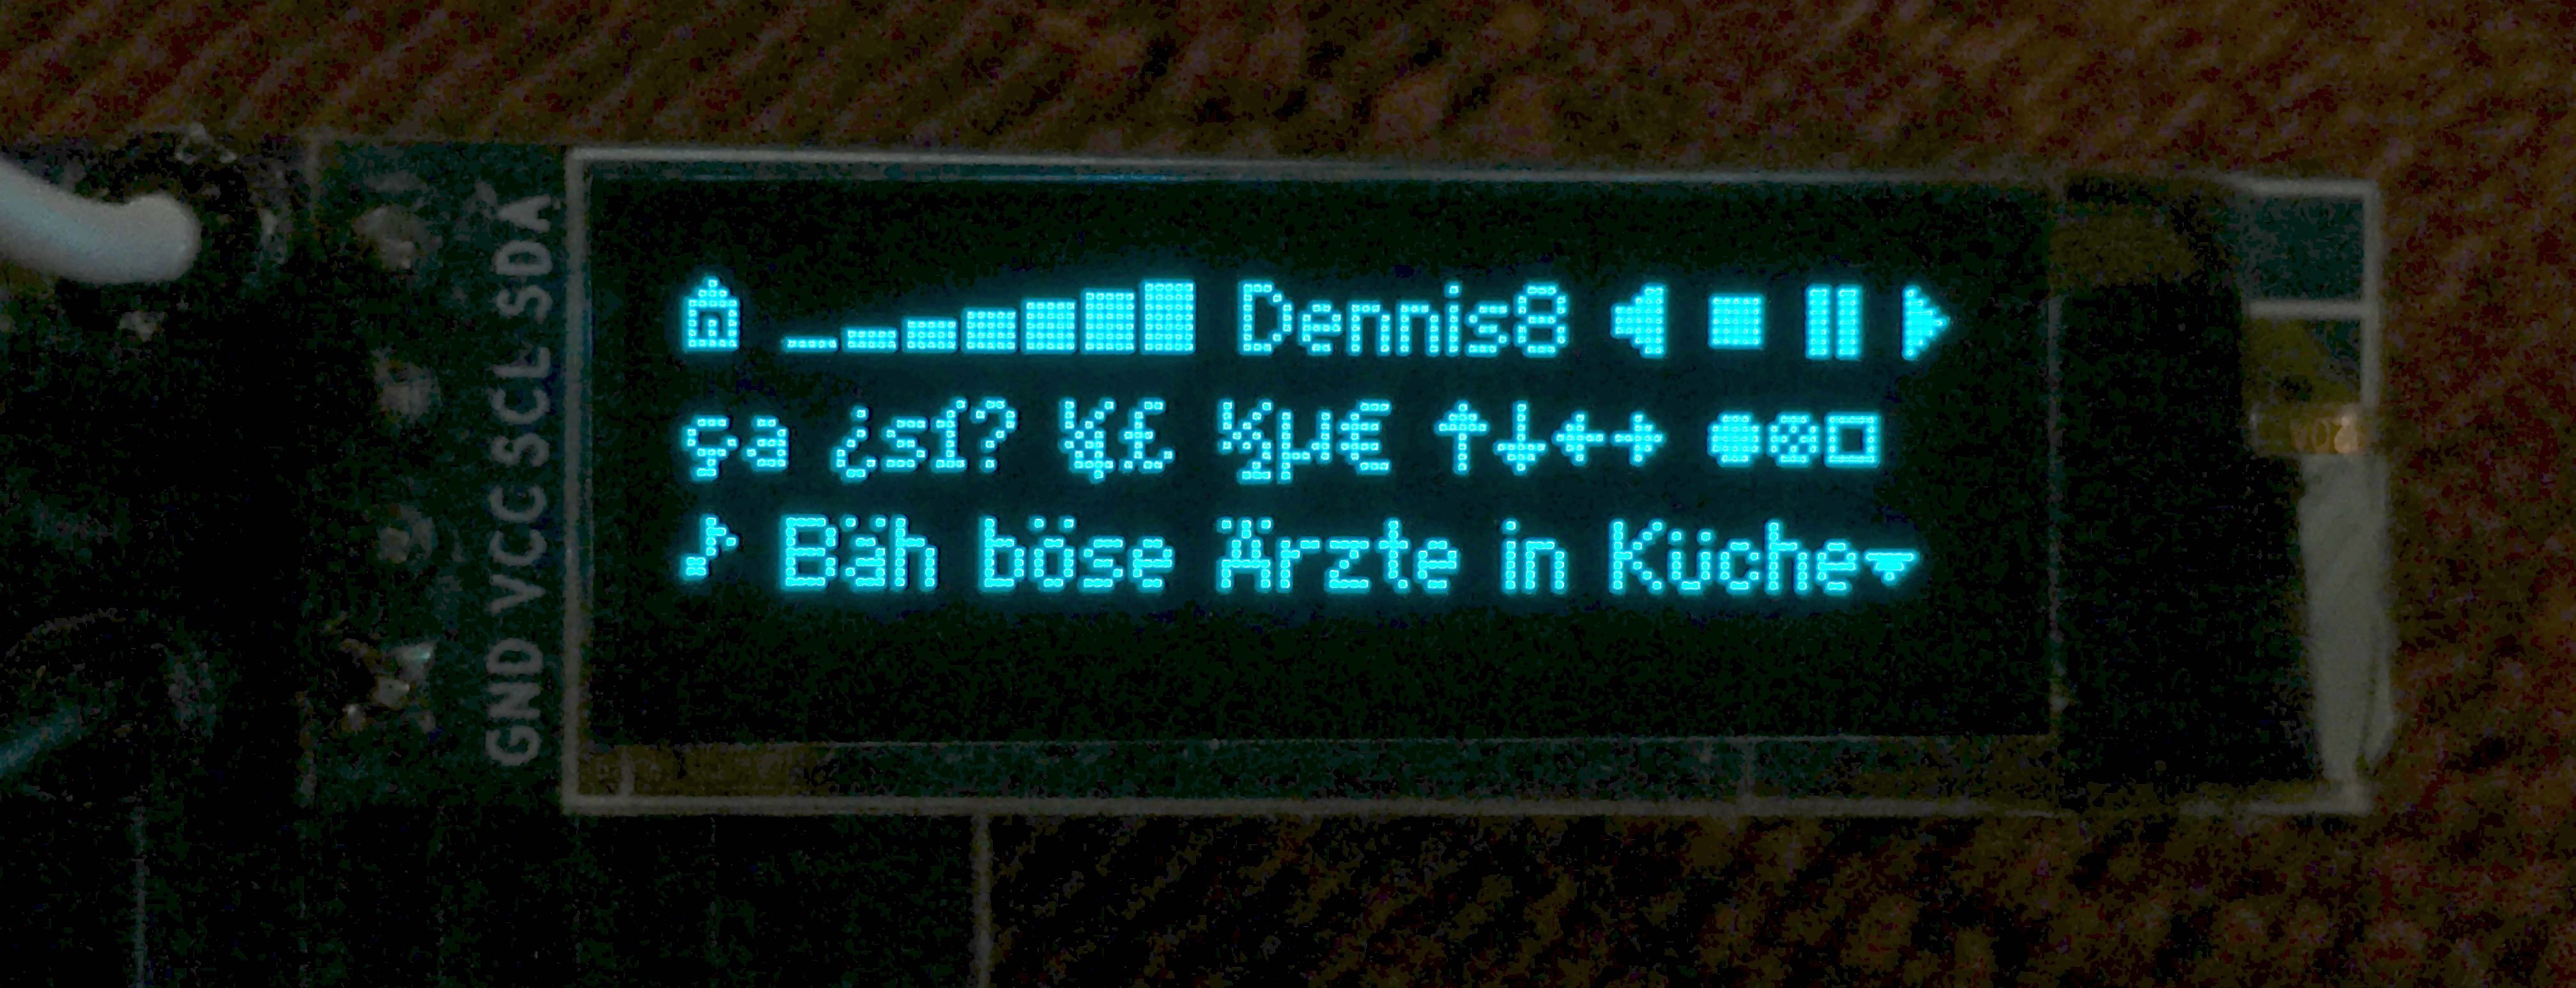 ⌂ ▁▂▃▄▅▆▇ Dennis8 ◀ ■ ⏸ ▶
ça ¿sí? ¼£ ½µ€ ↑↓←→ ●⊘□
♪ Bäh böse Ärzte in Küche▾
GND VCC SCL SDA